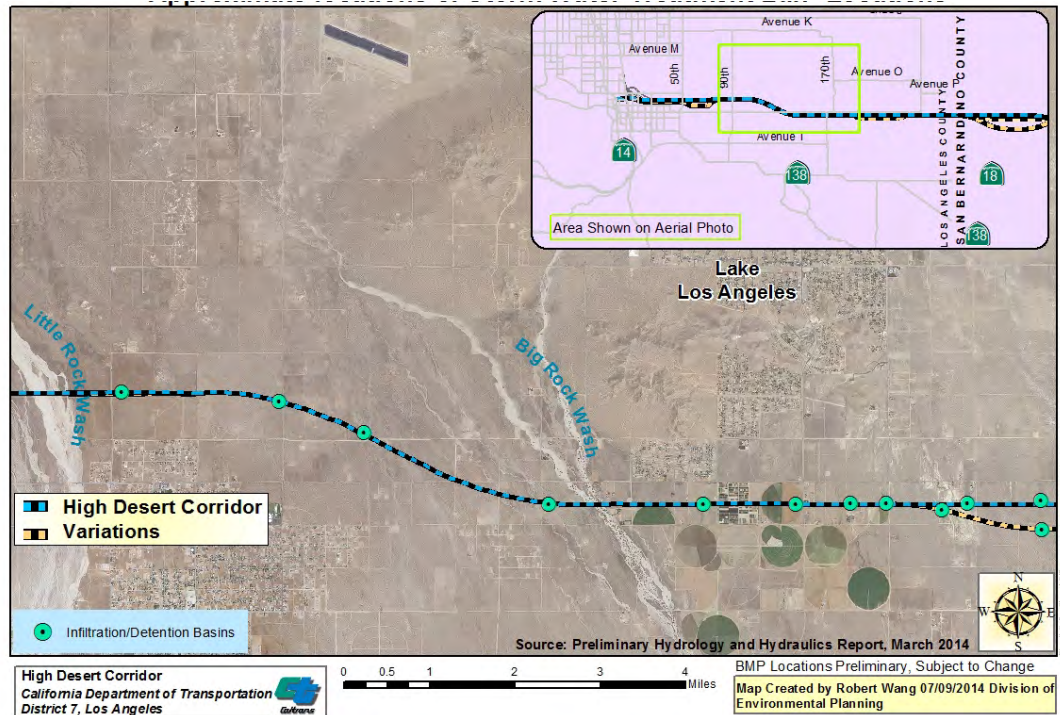 Avenue K
Avenue M
50th
90th
170th
Avenue O
Avenue P
Avenue T
14
138
18
138
LOS ANGELES COUNTY
SAN BERNARDINO COUNTY
Area Shown on Aerial Photo
Lake
Los Angeles
Little Rock Wash
Big Rock Wash
High Desert Corridor
Variations
Infiltration/Detention Basins
N
W
E
S
Source: Preliminary Hydrology and Hydraulics Report, March 2014
High Desert Corridor
California Department of Transportation
District 7, Los Angeles
Caltrans
0 0.5 1 2 3 4
Miles
BMP Locations Preliminary, Subject to Change
Map Created by Robert Wang 07/09/2014 Division of
Environmental Planning